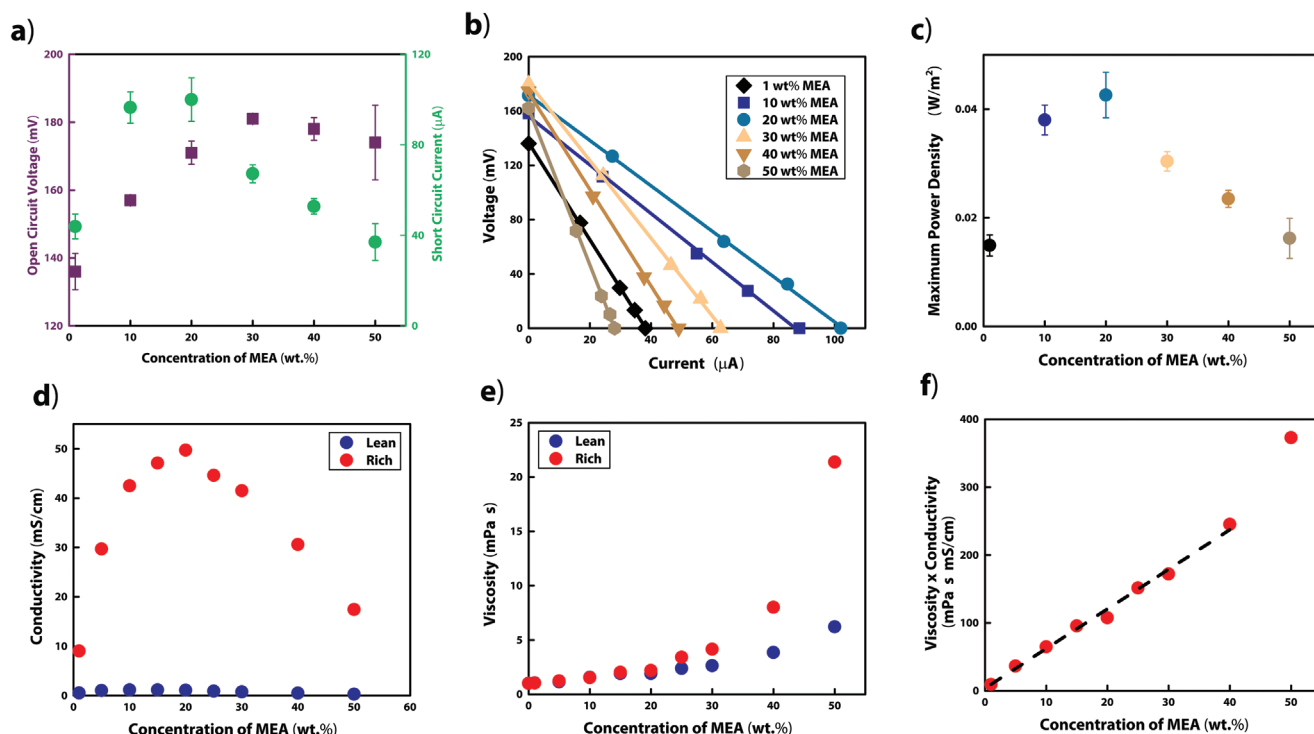 a)
Open Circuit Voltage (mV)
200
180
160
140
120
0
10
20
30
40
50
Concentration of MEA (wt.%)
120
80
40
0
Short Circuit Current (μA)
b)
Voltage (mV)
200
160
120
80
40
0
0
20
40
60
80
100
Current (μA)
1 wt% MEA
10 wt% MEA
20 wt% MEA
30 wt% MEA
40 wt% MEA
50 wt% MEA
c)
Maximum Power Density (W/m²)
0.04
0.02
0.00
0
10
20
30
40
50
Concentration of MEA (wt.%)
d)
Conductivity (mS/cm)
50
40
30
20
10
0
0
10
20
30
40
50
60
Concentration of MEA (wt.%)
Lean
Rich
e)
Viscosity (mPa s)
25
20
15
10
5
0
0
10
20
30
40
50
Concentration of MEA (wt.%)
Lean
Rich
f)
Viscosity x Conductivity
(mPa s mS/cm)
400
300
200
100
0
0
10
20
30
40
50
Concentration of MEA (wt.%)